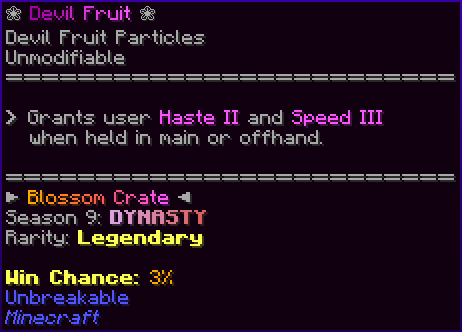 ❀ Devil Fruit ❀
Devil Fruit Particles
Unmodifiable
==========================
> Grants user Haste II and Speed III
when held in main or offhand.
==========================
► Blossom Crate ◄
Season 9: DYNASTY
Rarity: Legendary
Win Chance: 3%
Unbreakable
Minecraft